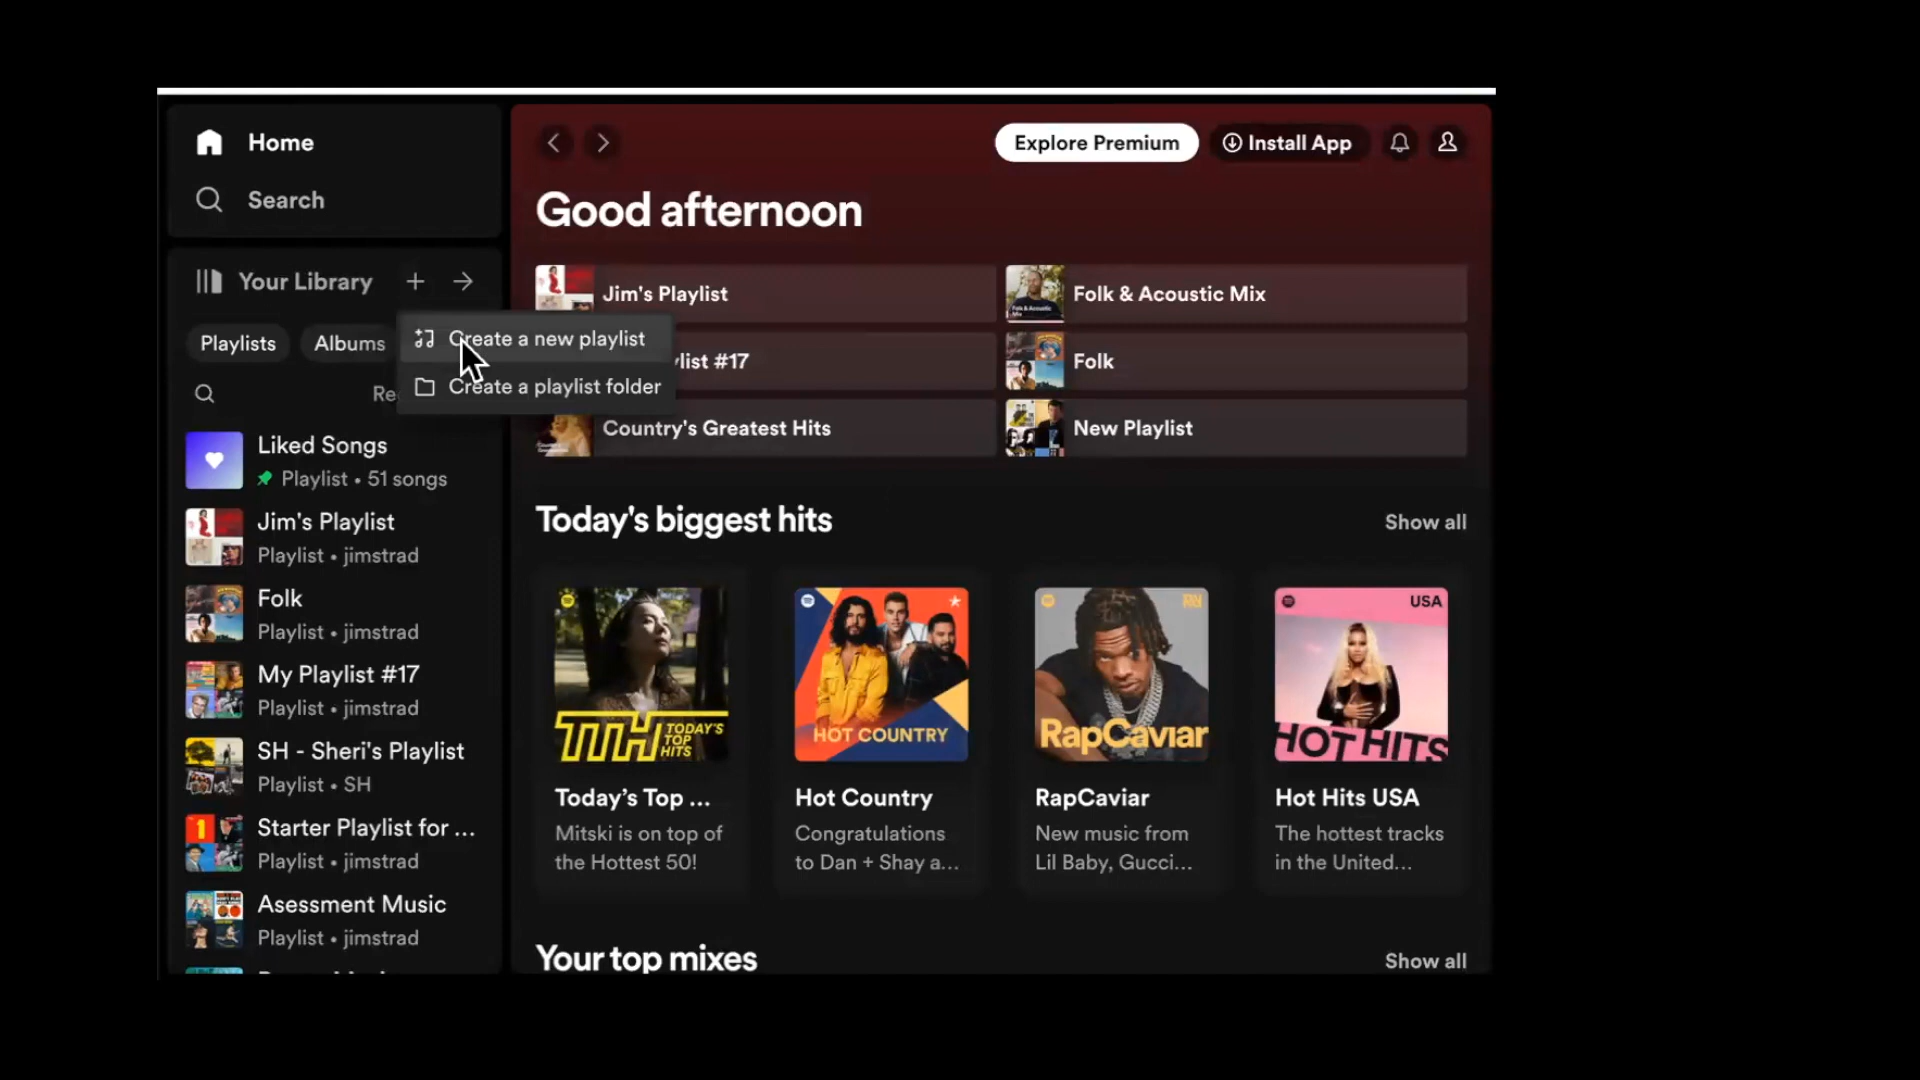 Home
Search
Your Library
Playlists
Albums
Create a new playlist
Create a playlist folder
Liked Songs
Playlist • 51 songs
Jim's Playlist
Playlist • jimstrad
Folk
Playlist • jimstrad
My Playlist #17
Playlist • jimstrad
SH - Sheri's Playlist
Playlist • SH
Starter Playlist for ...
Playlist • jimstrad
Asessment Music
Playlist • jimstrad
Explore Premium
Install App
Good afternoon
Jim's Playlist
Folk & Acoustic Mix
#17
Folk
Country's Greatest Hits
New Playlist
Today's biggest hits
Show all
TTH TODAY'S
TOP
HITS
HOT COUNTRY
RapCaviar
USA
HOT HITS
Today's Top ...
Mitski is on top of
the Hottest 50!
Hot Country
Congratulations
to Dan + Shay a...
RapCaviar
New music from
Lil Baby, Gucci...
Hot Hits USA
The hottest tracks
in the United...
Your top mixes
Show all